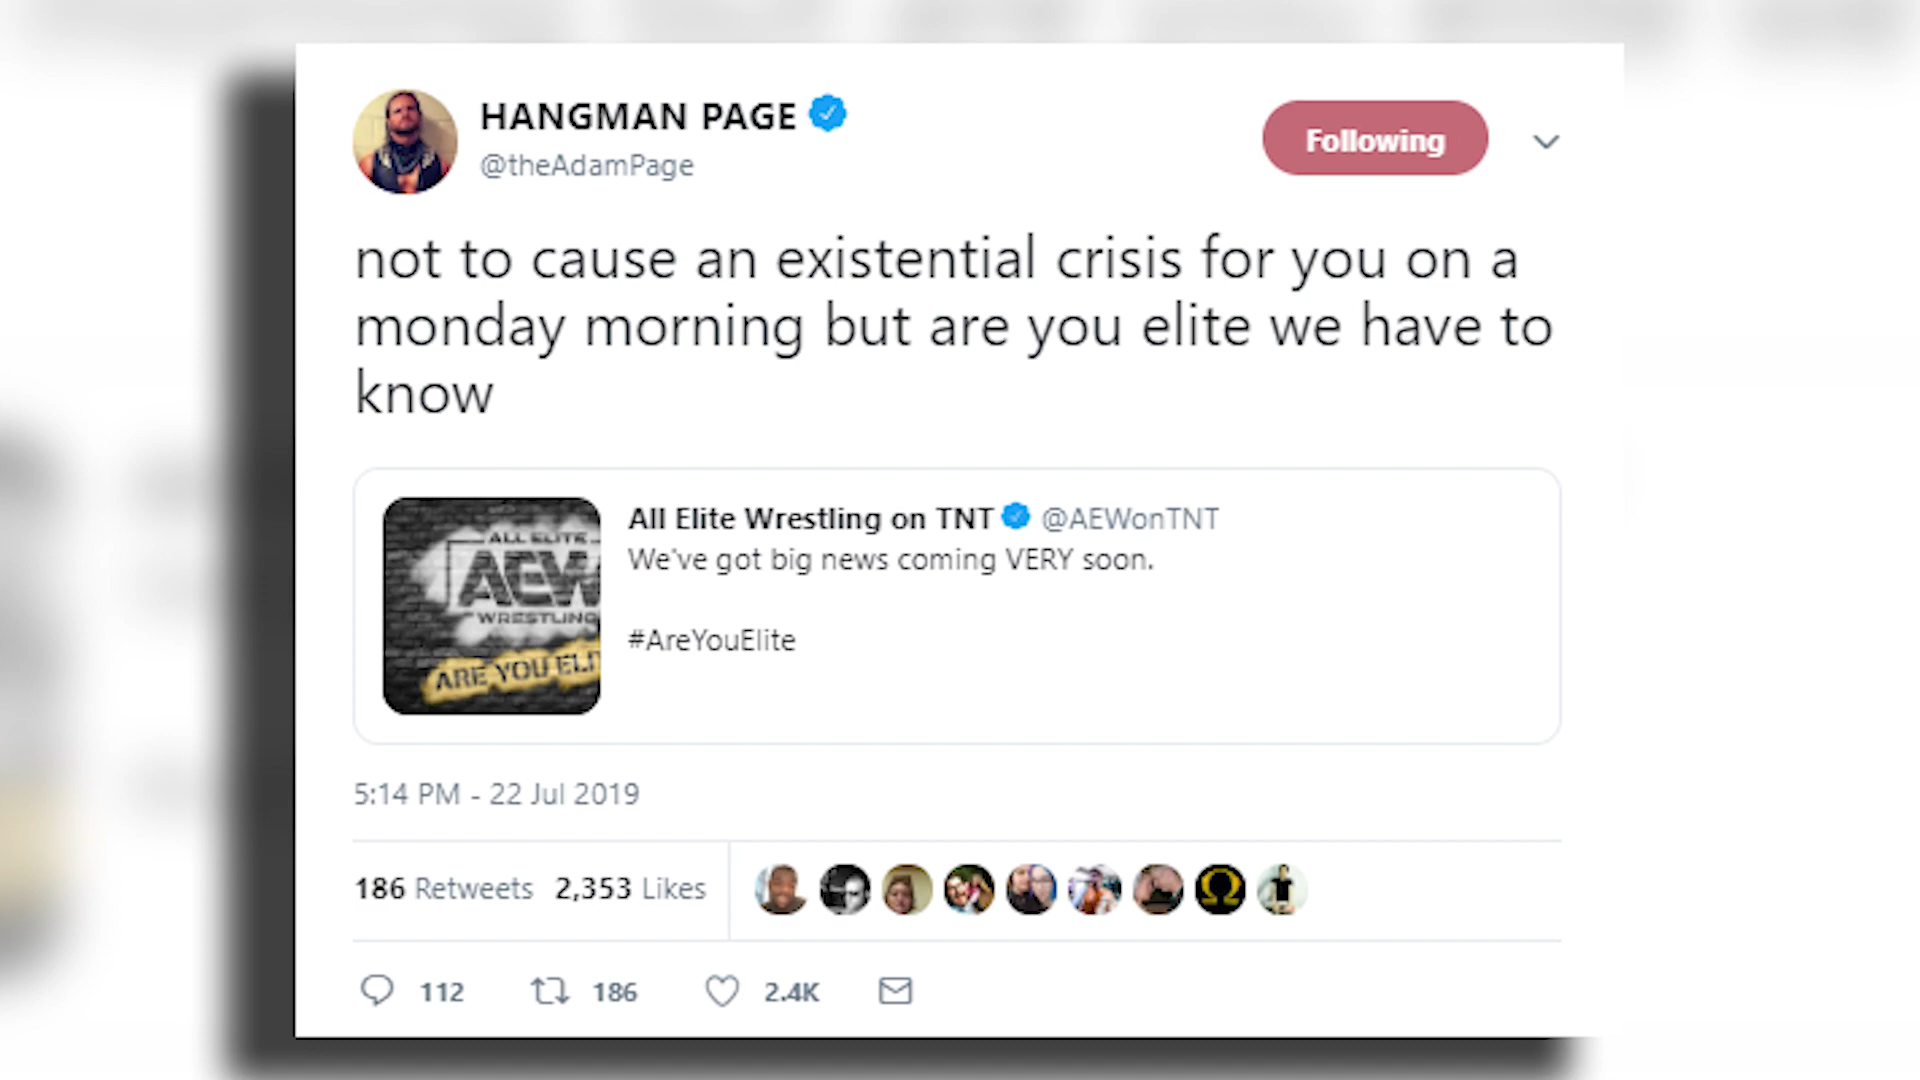 HANGMAN PAGE
@theAdamPage
Following
not to cause an existential crisis for you on a
monday morning but are you elite we have to
know
All Elite Wrestling on TNT @AEWonTNT
We've got big news coming VERY soon.
#AreYouElite
ALL ELITE
AEW
WRESTLING
ARE YOU ELI
5:14 PM - 22 Jul 2019
186 Retweets 2,353 Likes
112 186 2.4K